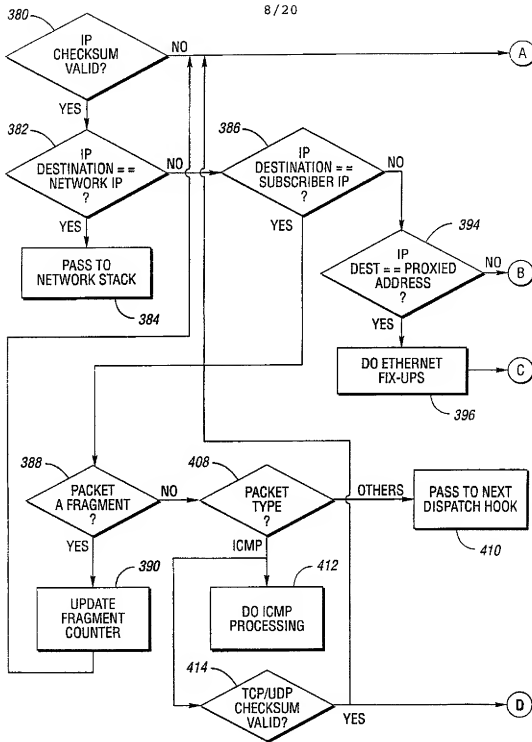 8/20
380
IP
CHECKSUM
VALID?
NO
A
YES
382
IP
DESTINATION ==
NETWORK IP
?
NO
386
IP
DESTINATION ==
SUBSCRIBER IP
?
NO
YES
PASS TO
NETWORK STACK
384
YES
394
IP
DEST == PROXIED
ADDRESS
?
NO
B
YES
DO ETHERNET
FIX-UPS
C
396
388
PACKET
A FRAGMENT
?
NO
408
PACKET
TYPE
?
OTHERS
PASS TO NEXT
DISPATCH HOOK
410
YES
390
UPDATE
FRAGMENT
COUNTER
ICMP
412
DO ICMP
PROCESSING
414
TCP/UDP
CHECKSUM
VALID?
YES
D